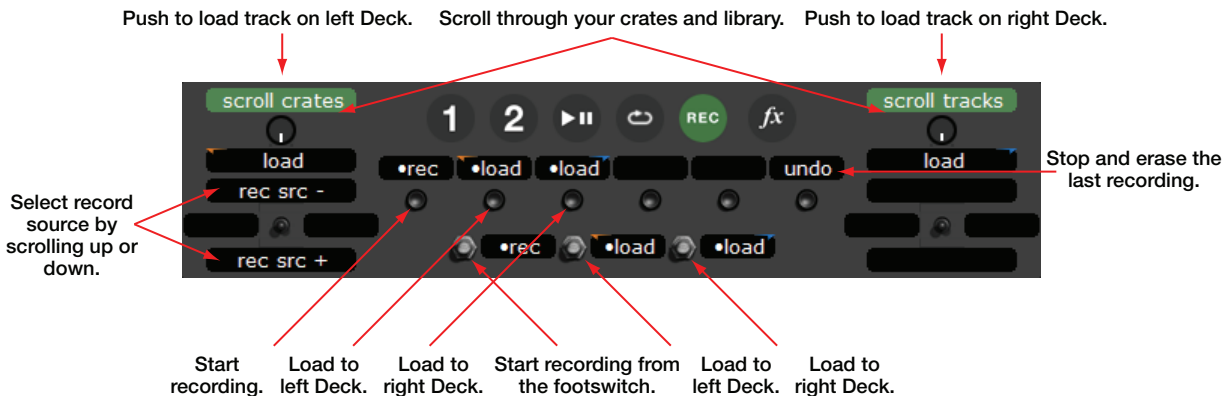 Push to load track on left Deck.
Scroll through your crates and library.
Push to load track on right Deck.
scroll crates
scroll tracks
1
2
REC
fx
load
•rec
•load
•load
undo
load
Stop and erase the
last recording.
rec src -
Select record
source by
scrolling up or
down.
rec src +
•rec
•load
•load
Start
recording.
Load to
left Deck.
Load to
right Deck.
Start recording from
the footswitch.
Load to
left Deck.
Load to
right Deck.